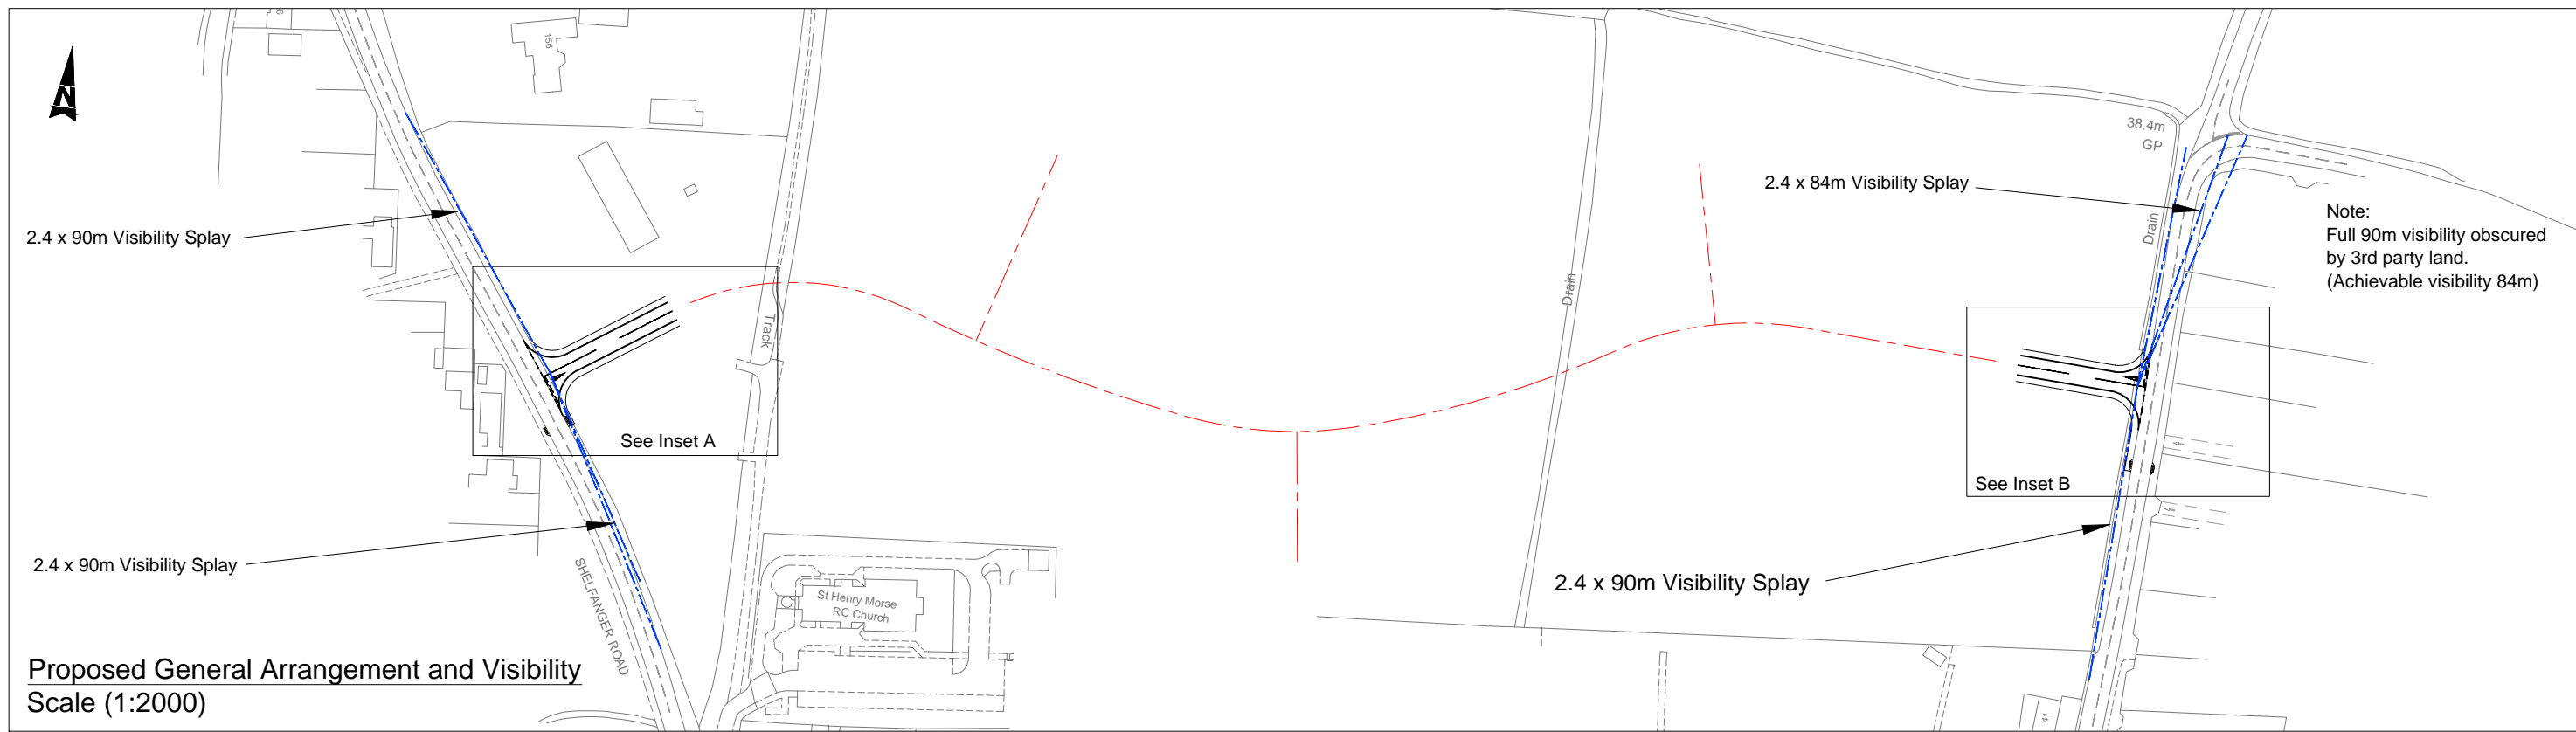 156
N
38.4m
GP
2.4 x 84m Visibility Splay
Note:
Full 90m visibility obscured
by 3rd party land.
(Achievable visibility 84m)
2.4 x 90m Visibility Splay
Drain
Drain
Track
See Inset A
See Inset B
2.4 x 90m Visibility Splay
2.4 x 90m Visibility Splay
SHELFANGER ROAD
St Henry Morse
RC Church
Proposed General Arrangement and Visibility
Scale (1:2000)
41